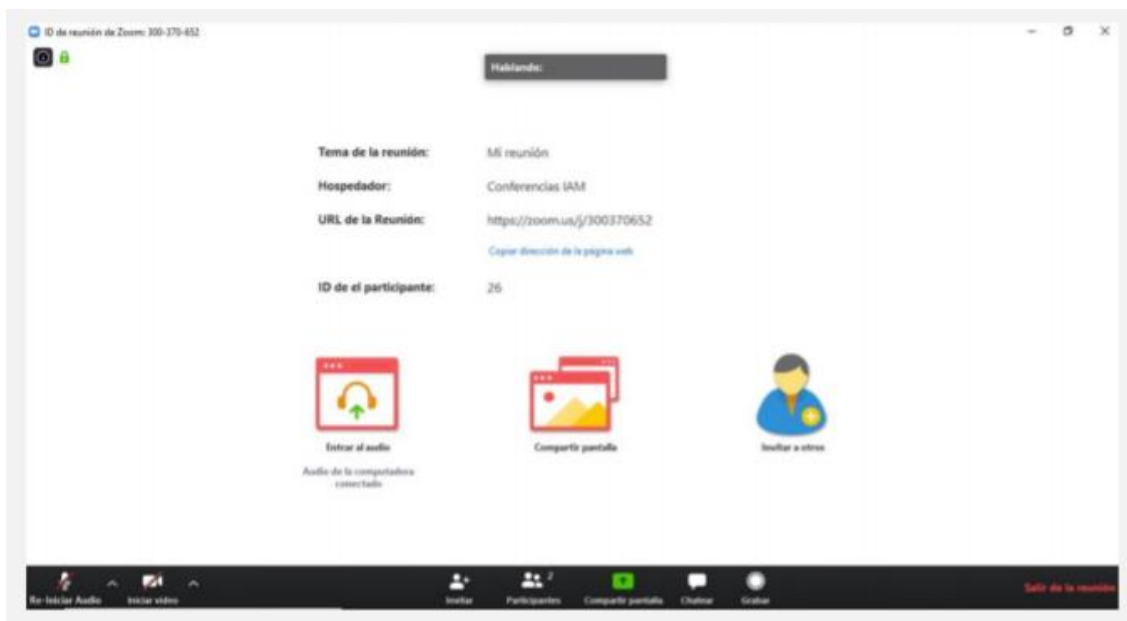 ID de reunión de Zoom: 300-370-652
Hablando:
Tema de la reunión: Mi reunión
Hospedador: Conferencias IAM
URL de la Reunión: https://zoom.us/j/300370652
Copiar dirección de la página web
ID de el participante: 26
Entrar al audio
Compartir pantalla
Invitar a otros
Audio de la computadora
conectado
2
Re-Iniciar Audio Iniciar video Invitar Participantes Compartir pantalla Chatear Grabar Salir de la reunión